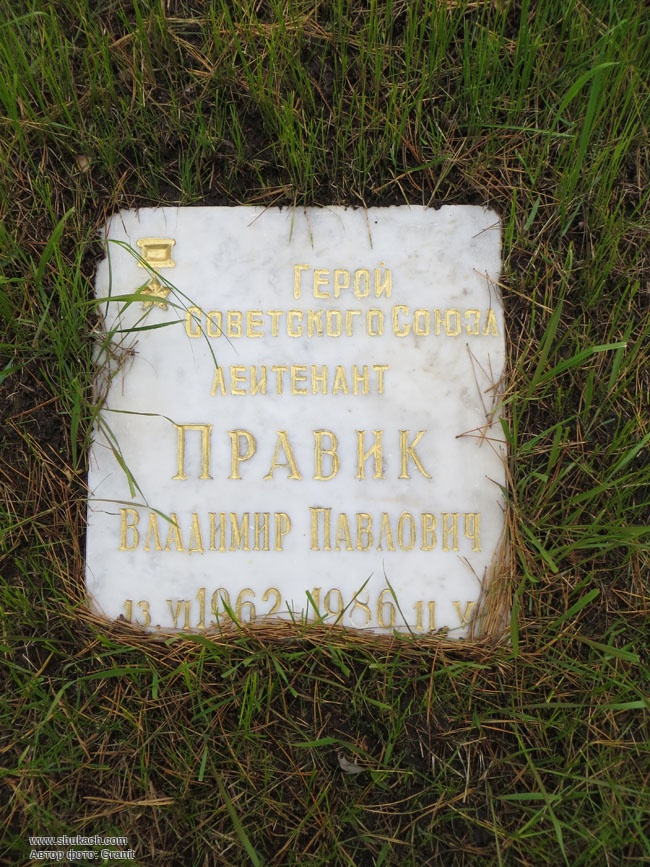 Герой
Советского Союза
лейтенант
Правик
Владимир Павлович
13 VI 1962 1986 11 V
www.shukach.com
Автор фото: Granit